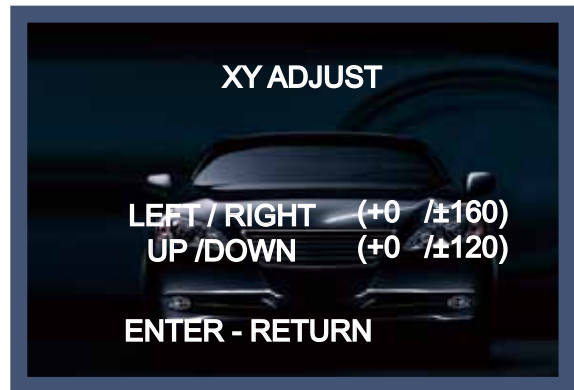 XY ADJUST
LEFT / RIGHT (+0 /±160)
UP /DOWN (+0 /±120)
ENTER - RETURN